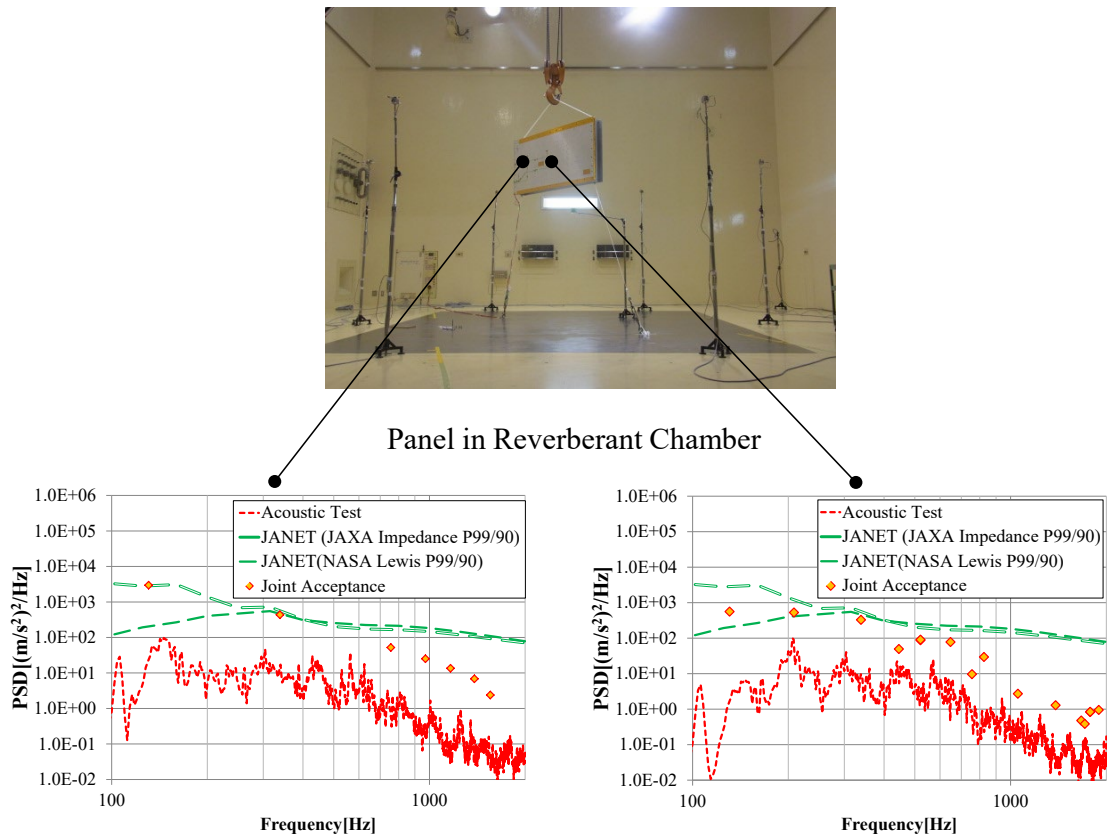 Panel in Reverberant Chamber
1.0E+06
1.0E+05
1.0E+04
1.0E+03
1.0E+02
1.0E+01
1.0E+00
1.0E-01
1.0E-02
PSD[(m/s²)²/Hz]
Acoustic Test
JANET (JAXA Impedance P99/90)
JANET(NASA Lewis P99/90)
Joint Acceptance
100
1000
Frequency[Hz]
1.0E+06
1.0E+05
1.0E+04
1.0E+03
1.0E+02
1.0E+01
1.0E+00
1.0E-01
1.0E-02
PSD[(m/s²)²/Hz]
Acoustic Test
JANET (JAXA Impedance P99/90)
JANET(NASA Lewis P99/90)
Joint Acceptance
100
1000
Frequency[Hz]